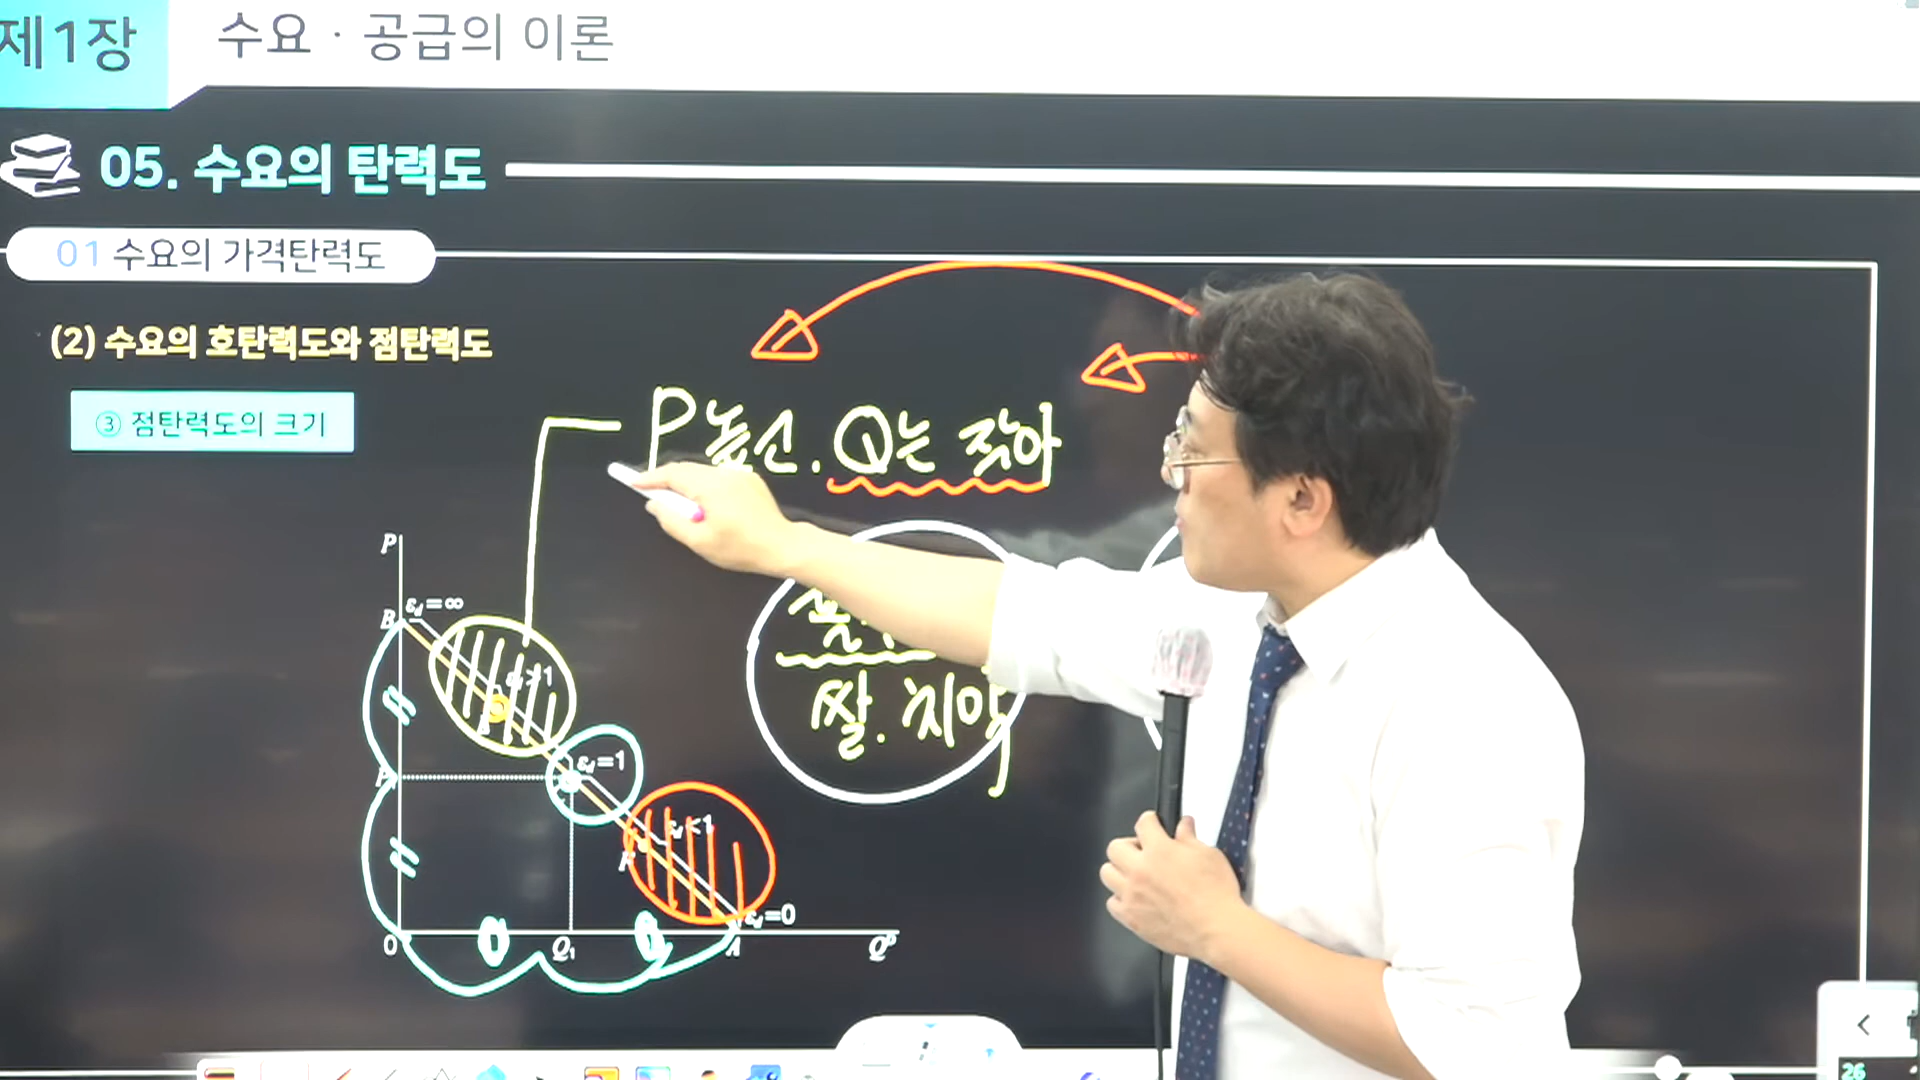 제1장
수요 · 공급의 이론
05. 수요의 탄력도
01 수요의 가격탄력도
(2) 수요의 호탄력도와 점탄력도
③ 점탄력도의 크기
P 높신. Q는 작아
쌀. 치약
P
B
εd=∞
εd>1
εd=1
εd<1
εd=0
0
Q₁
A
Qᴰ
26